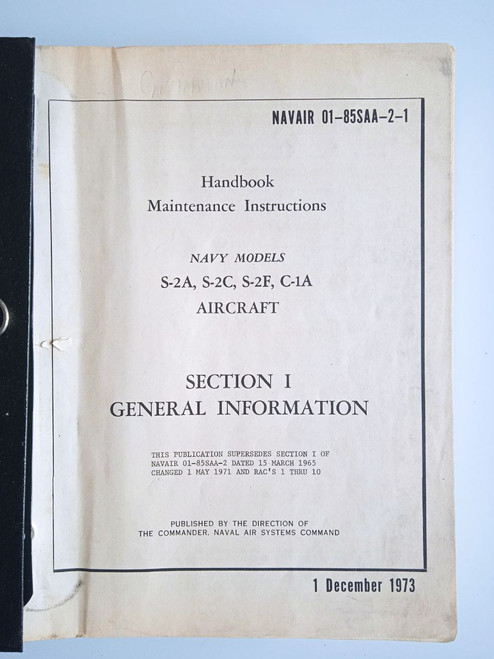 NAVAIR 01-85SAA-2-1
Handbook
Maintenance Instructions
NAVY MODELS
S-2A, S-2C, S-2F, C-1A
AIRCRAFT
SECTION I
GENERAL INFORMATION
THIS PUBLICATION SUPERSEDES SECTION I OF
NAVAIR 01-85SAA-2 DATED 15 MARCH 1965
CHANGED 1 MAY 1971 AND RAC'S 1 THRU 10
PUBLISHED BY THE DIRECTION OF
THE COMMANDER, NAVAL AIR SYSTEMS COMMAND
1 December 1973